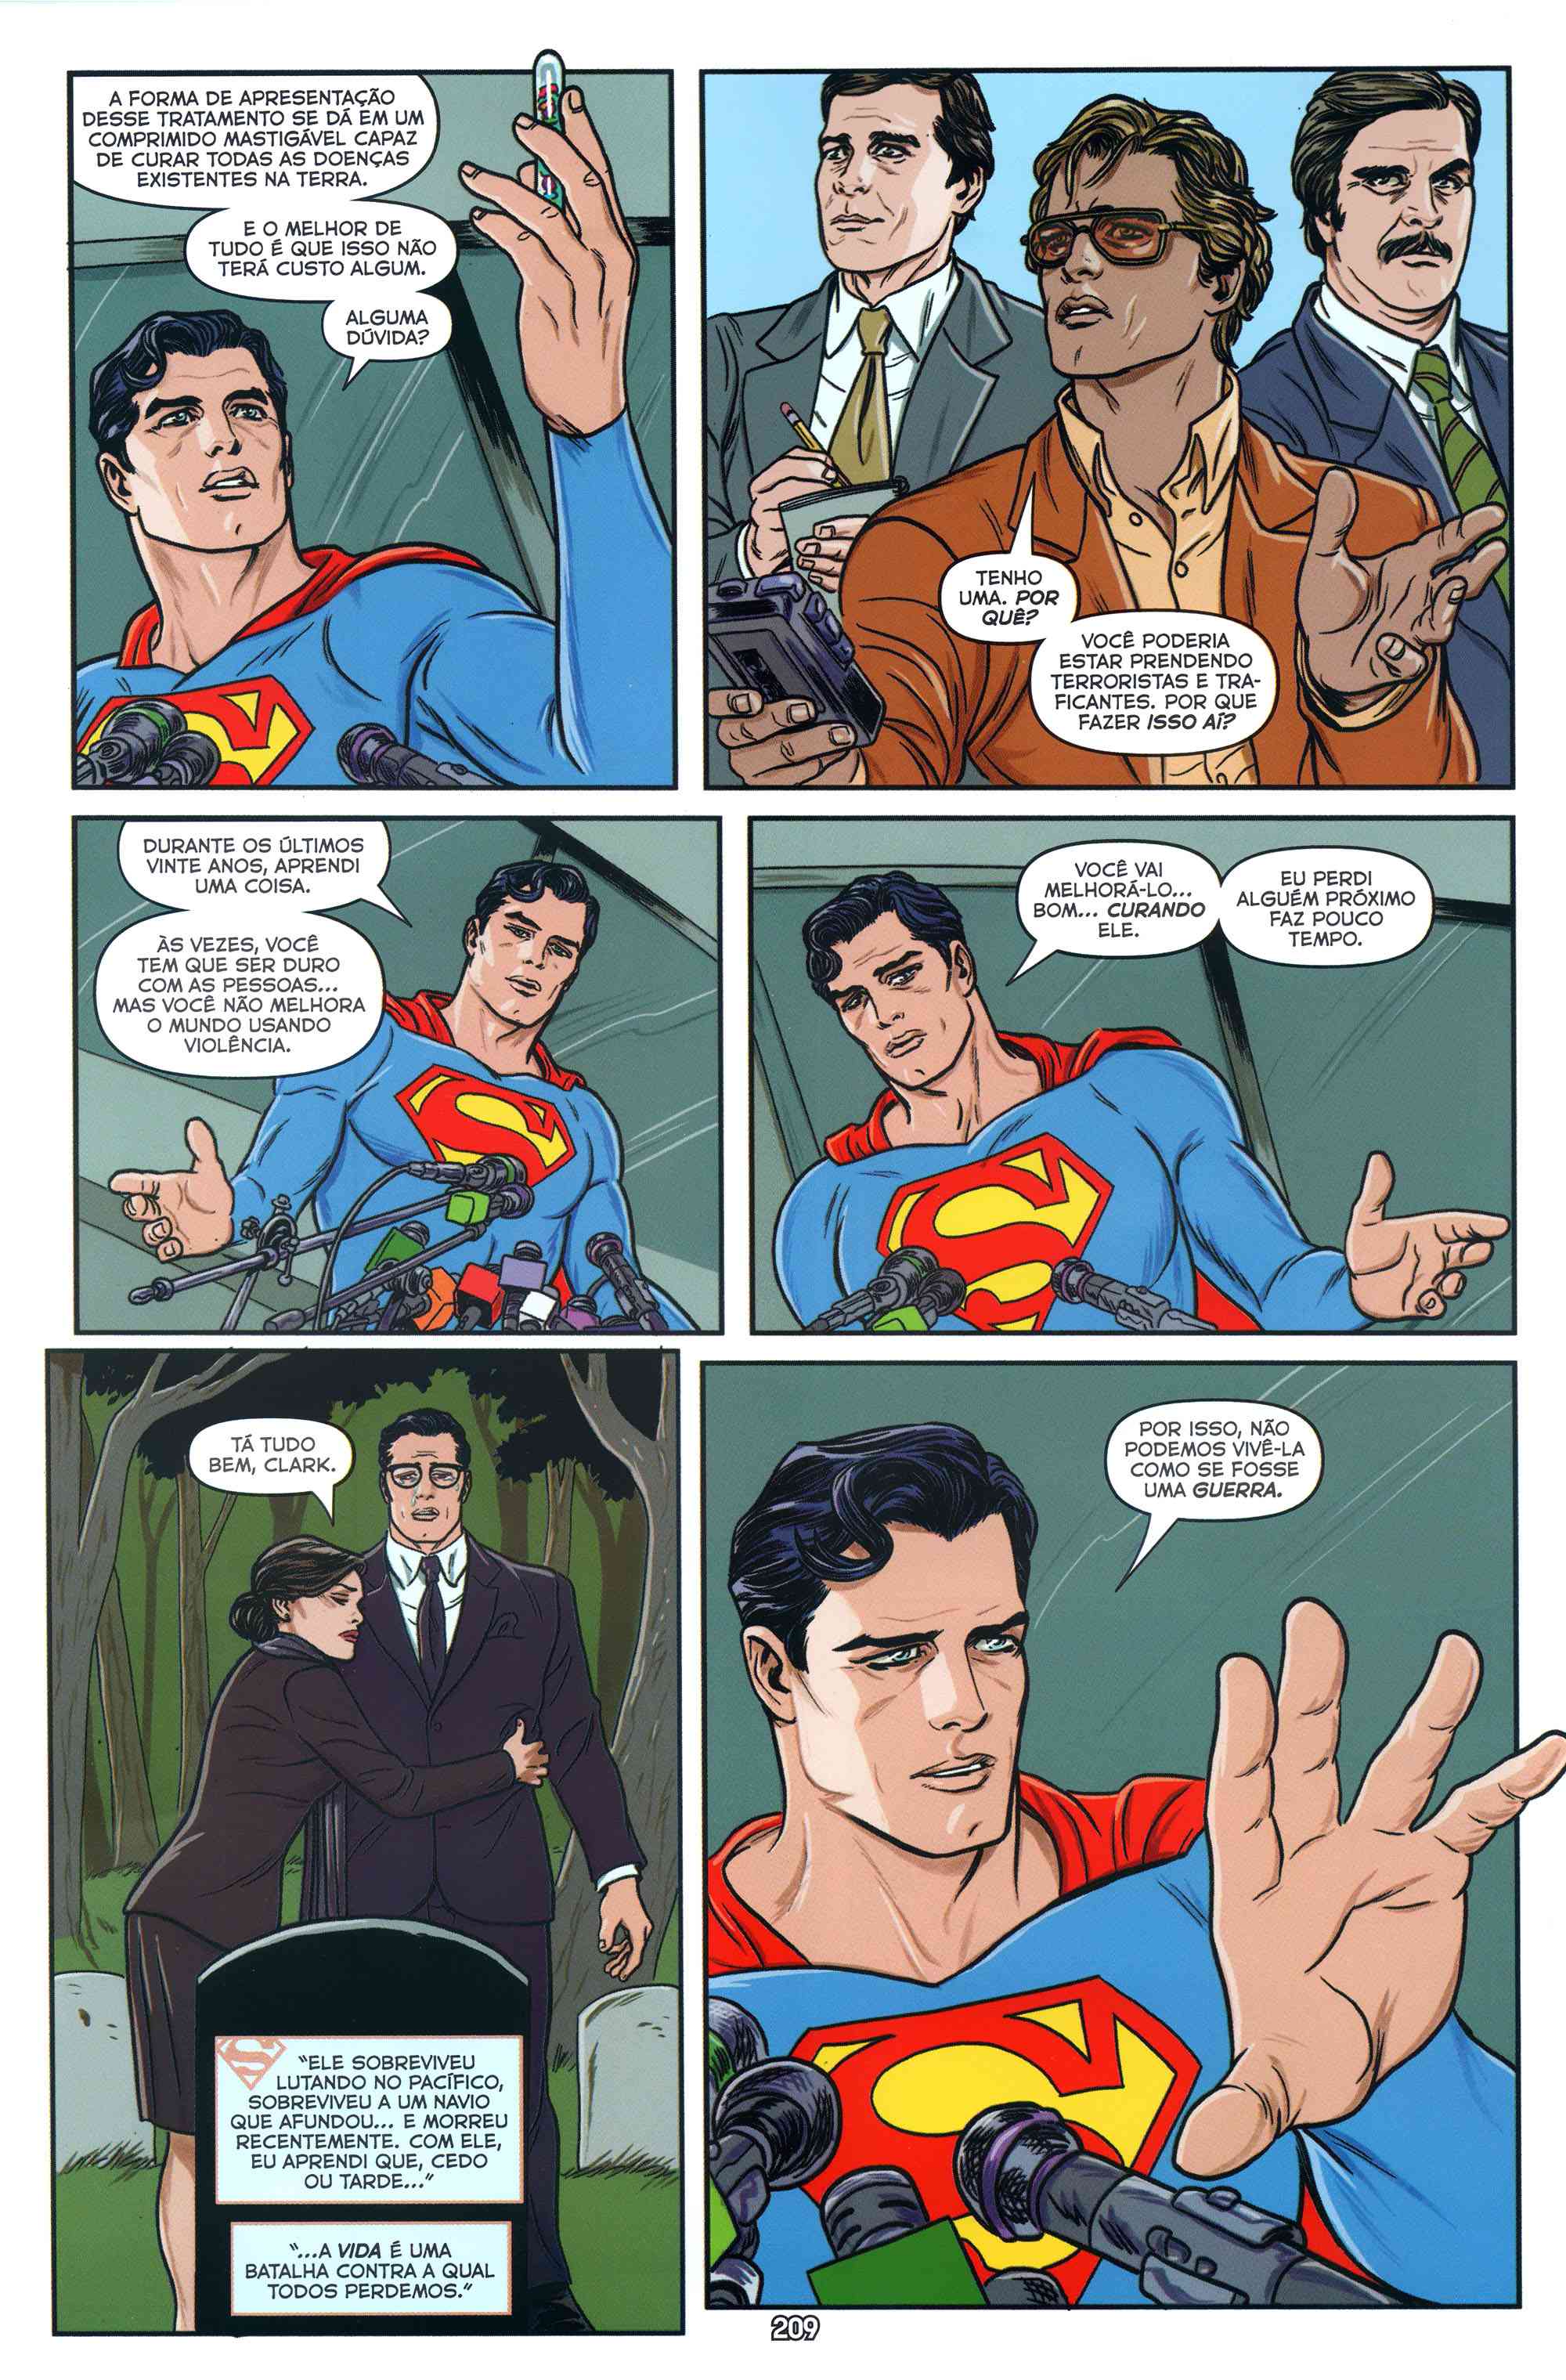 A FORMA DE APRESENTAÇÃO
DESSE TRATAMENTO SE DÁ EM UM
COMPRIMIDO MASTIGÁVEL CAPAZ
DE CURAR TODAS AS DOENÇAS
EXISTENTES NA TERRA.
E O MELHOR DE
TUDO É QUE ISSO NÃO
TERÁ CUSTO ALGUM.
ALGUMA
DÚVIDA?
TENHO
UMA. POR
QUÊ?
VOCÊ PODERIA
ESTAR PRENDENDO
TERRORISTAS E TRA-
FICANTES. POR QUE
FAZER ISSO AÍ?
DURANTE OS ÚLTIMOS
VINTE ANOS, APRENDI
UMA COISA.
ÀS VEZES, VOCÊ
TEM QUE SER DURO
COM AS PESSOAS...
MAS VOCÊ NÃO MELHORA
O MUNDO USANDO
VIOLÊNCIA.
VOCÊ VAI
MELHORÁ-LO...
BOM... CURANDO
ELE.
EU PERDI
ALGUÉM PRÓXIMO
FAZ POUCO
TEMPO.
TÁ TUDO
BEM, CLARK.
"ELE SOBREVIVEU
LUTANDO NO PACÍFICO,
SOBREVIVEU A UM NAVIO
QUE AFUNDOU... E MORREU
RECENTEMENTE. COM ELE,
EU APRENDI QUE, CEDO
OU TARDE..."
"...A VIDA É UMA
BATALHA CONTRA A QUAL
TODOS PERDEMOS."
POR ISSO, NÃO
PODEMOS VIVÊ-LA
COMO SE FOSSE
UMA GUERRA.
209